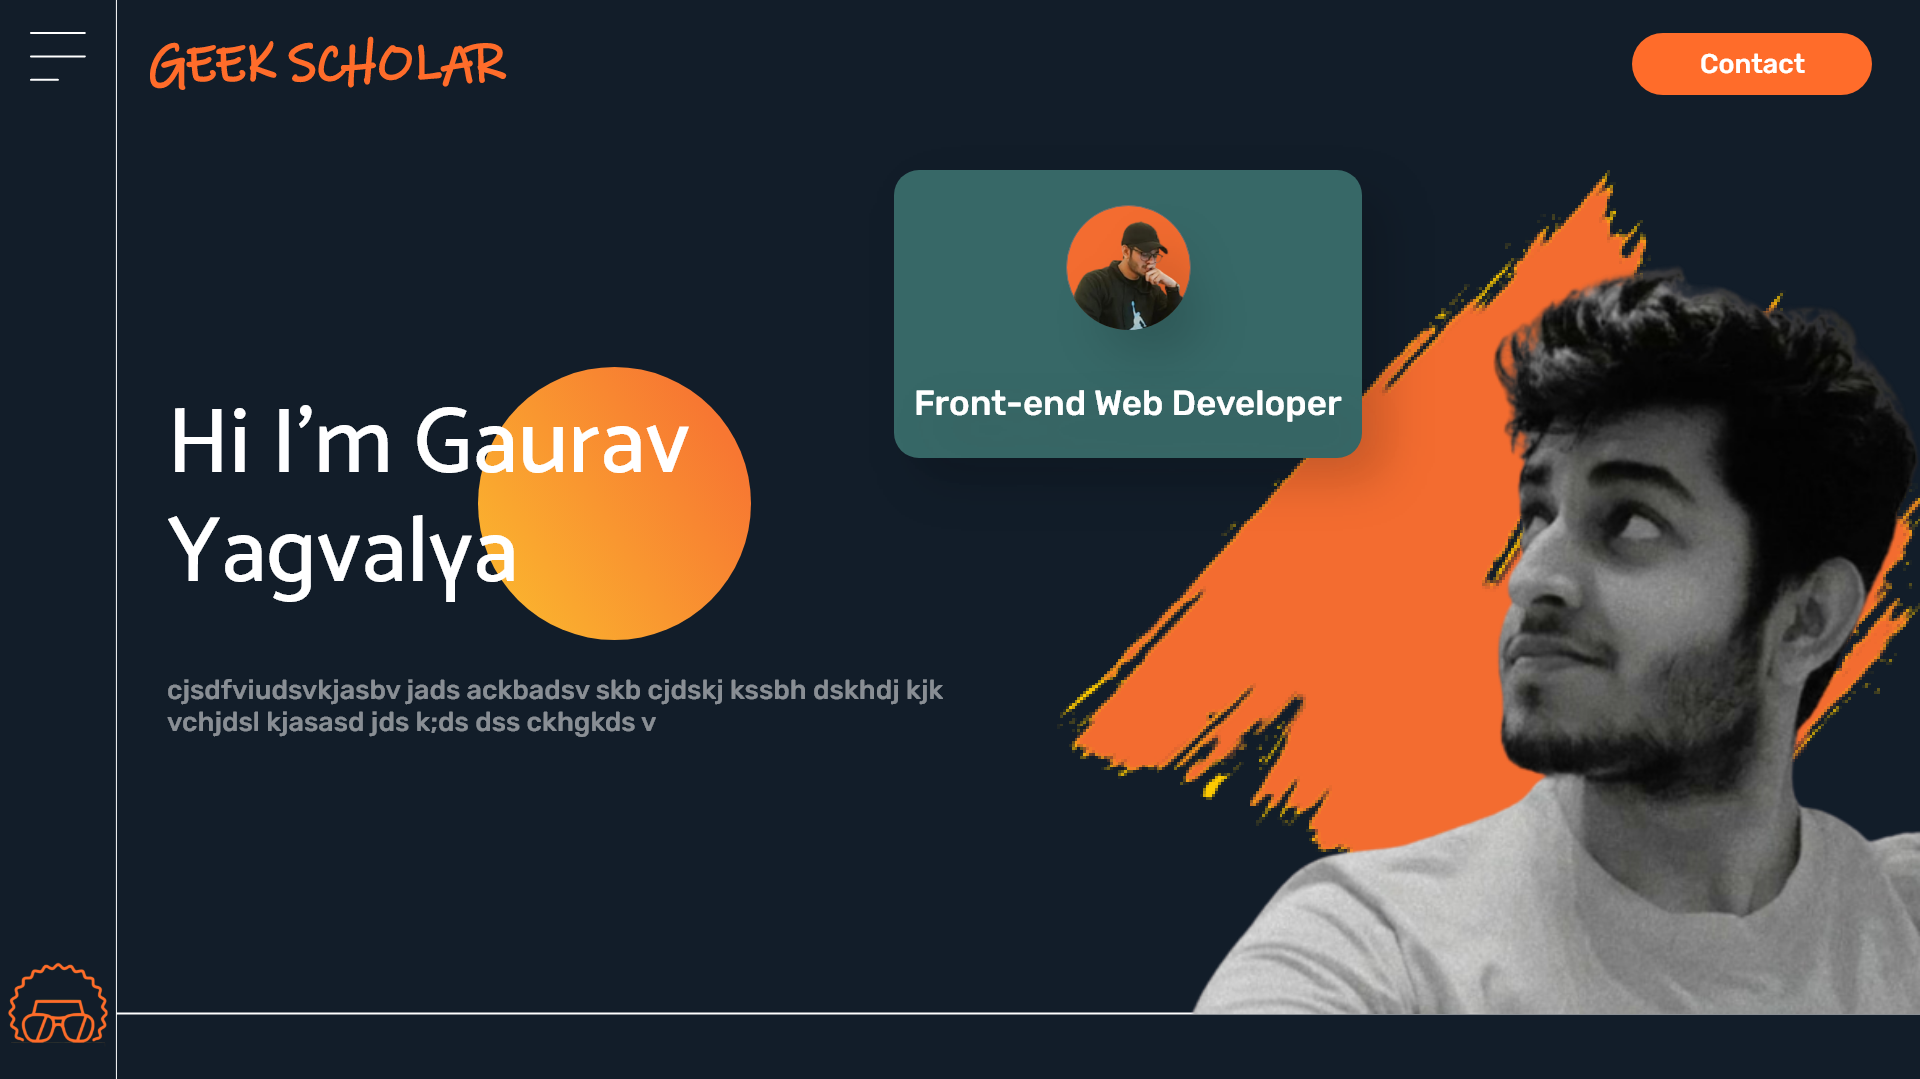 GEEK SCHOLAR
Contact
Front-end Web Developer
Hi I'm Gaurav
Yagvalya
cjsdfviudsvkjasbv jads ackbadsv skb cjdskj kssbh dskhdj kjk
vchjdsl kjasasd jds k;ds dss ckhgkds v